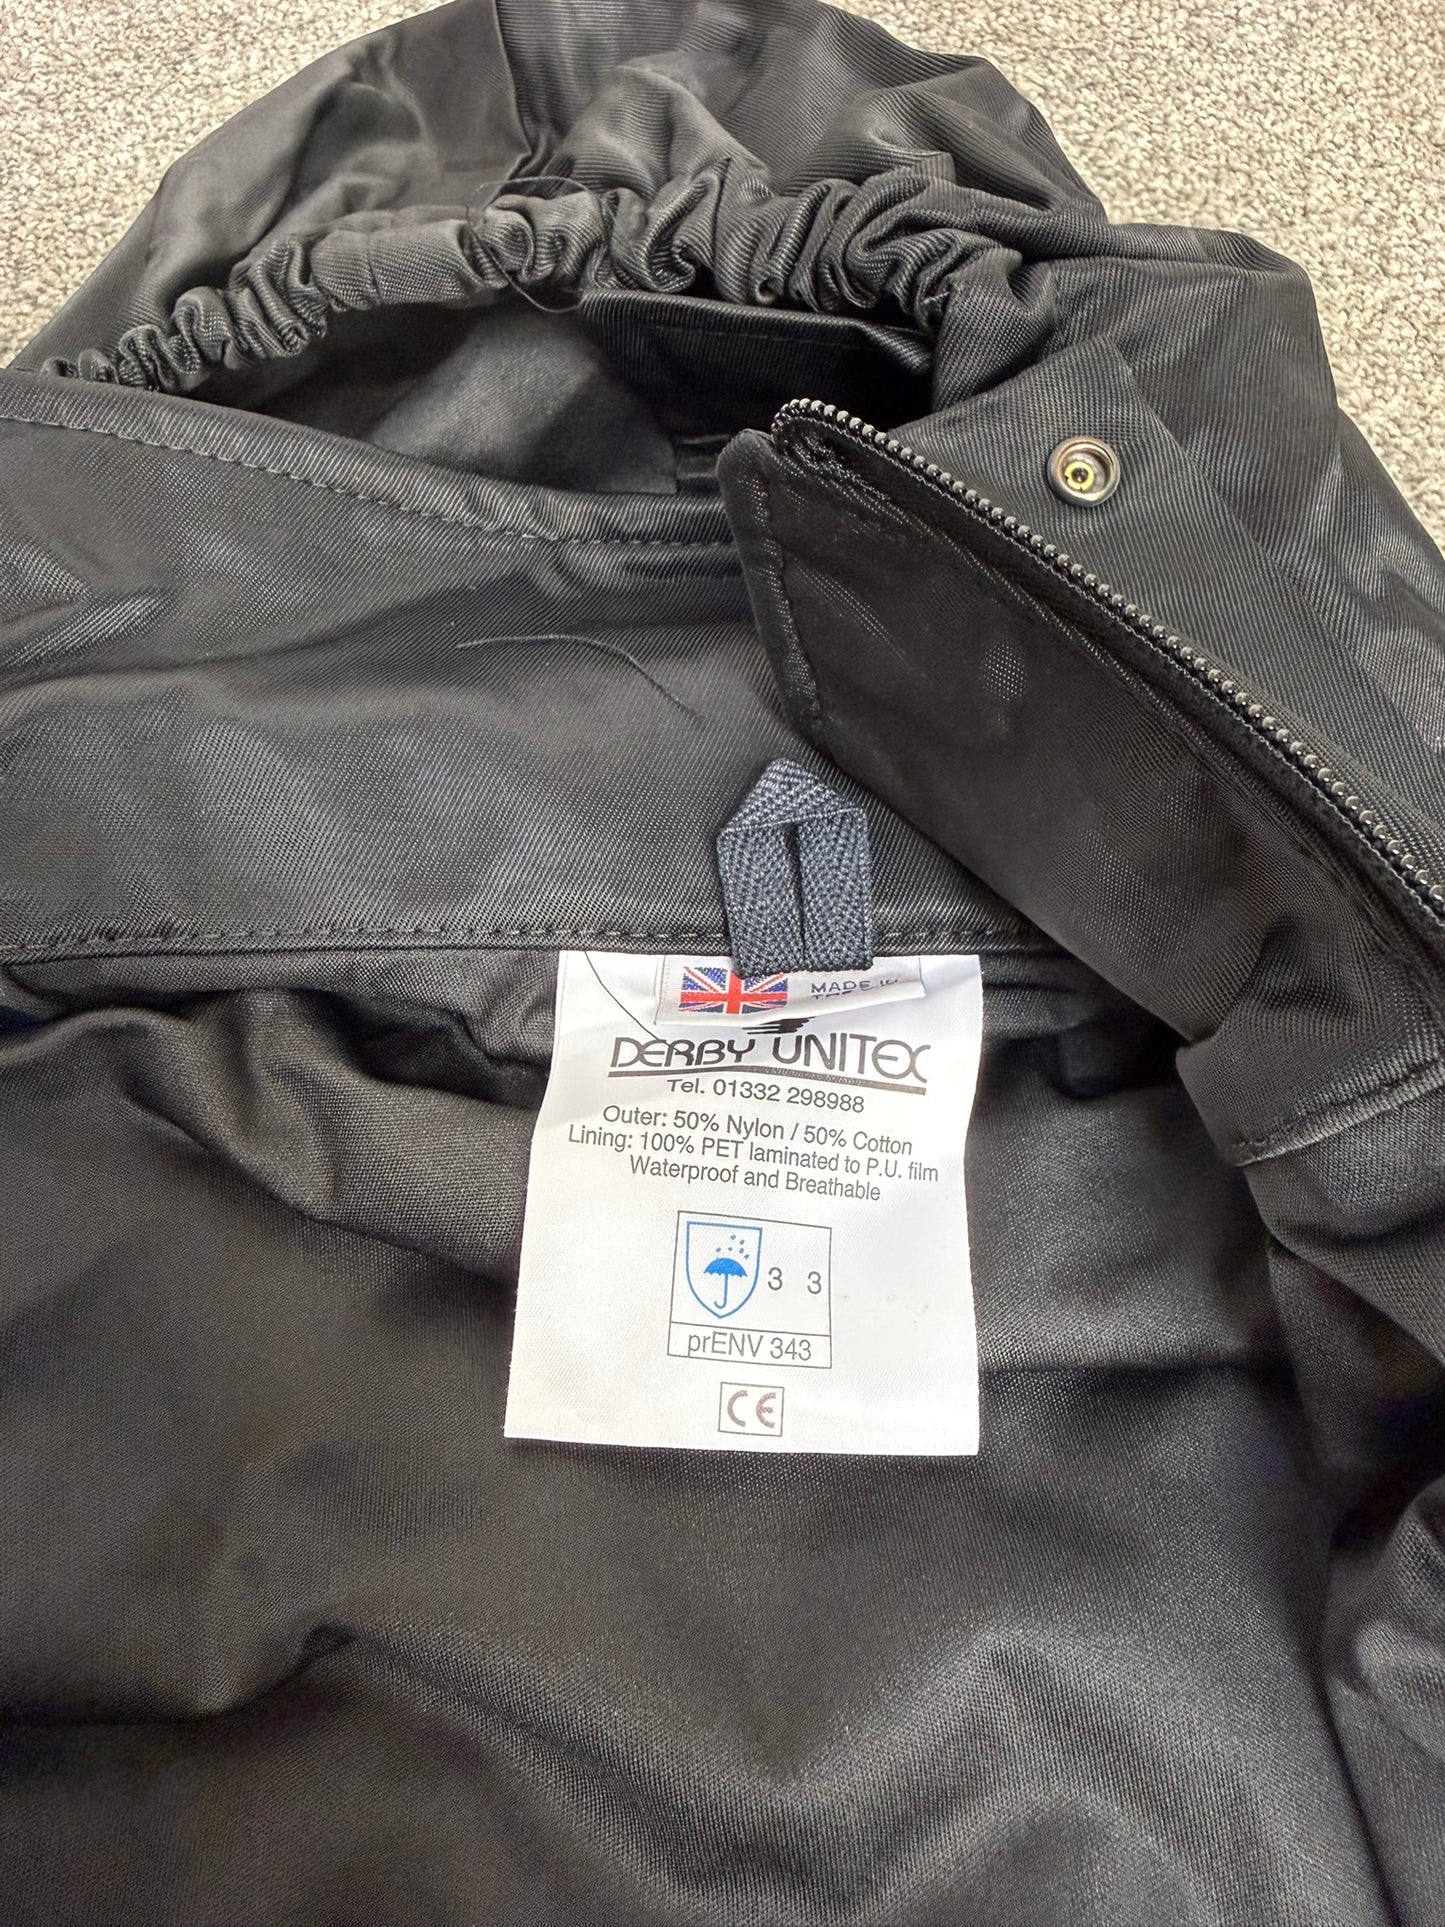 MADE IN
DERBY UNITEX
Tel. 01332 298988
Outer: 50% Nylon / 50% Cotton
Lining: 100% PET laminated to P.U. film
Waterproof and Breathable
3 3
prENV 343
CE